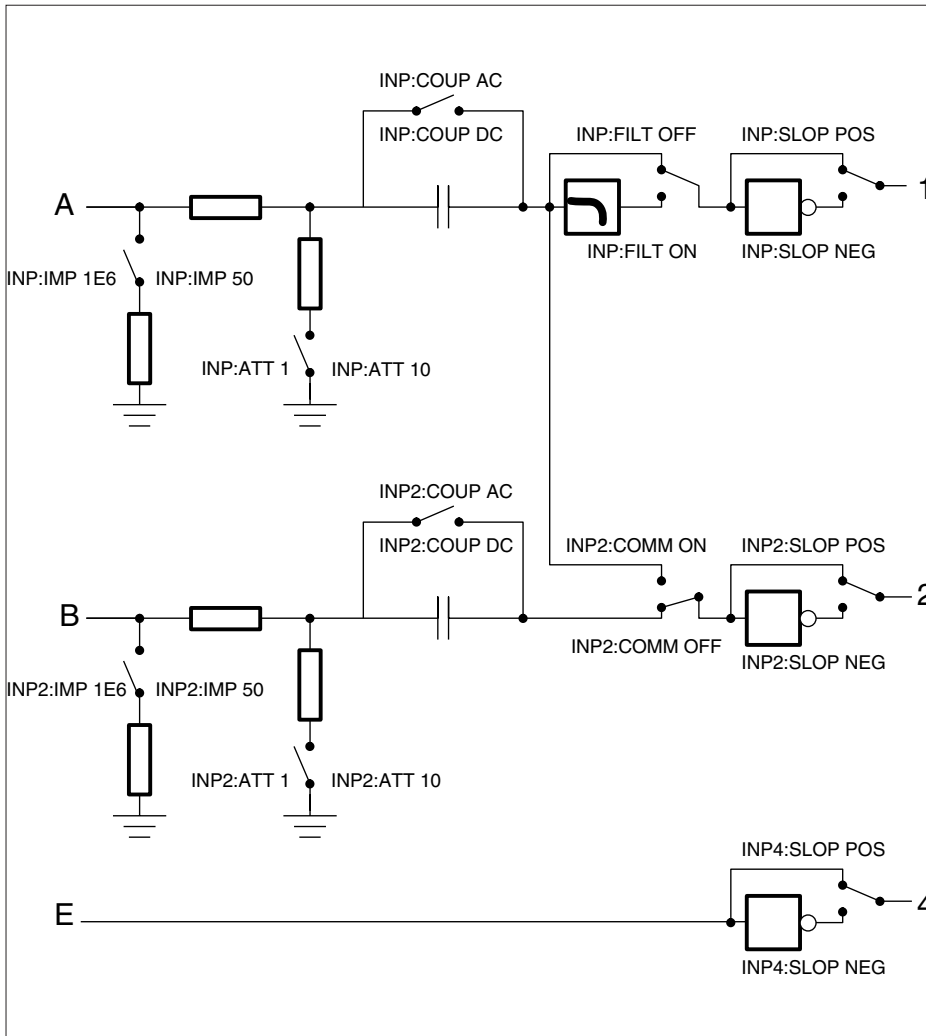 INP:COUP AC
INP:COUP DC
INP:FILT OFF
INP:SLOP POS
A
1
INP:FILT ON
INP:SLOP NEG
INP:IMP 1E6
INP:IMP 50
INP:ATT 1
INP:ATT 10
INP2:COUP AC
INP2:COUP DC
INP2:COMM ON
INP2:SLOP POS
B
2
INP2:COMM OFF
INP2:SLOP NEG
INP2:IMP 1E6
INP2:IMP 50
INP2:ATT 1
INP2:ATT 10
INP4:SLOP POS
E
4
INP4:SLOP NEG